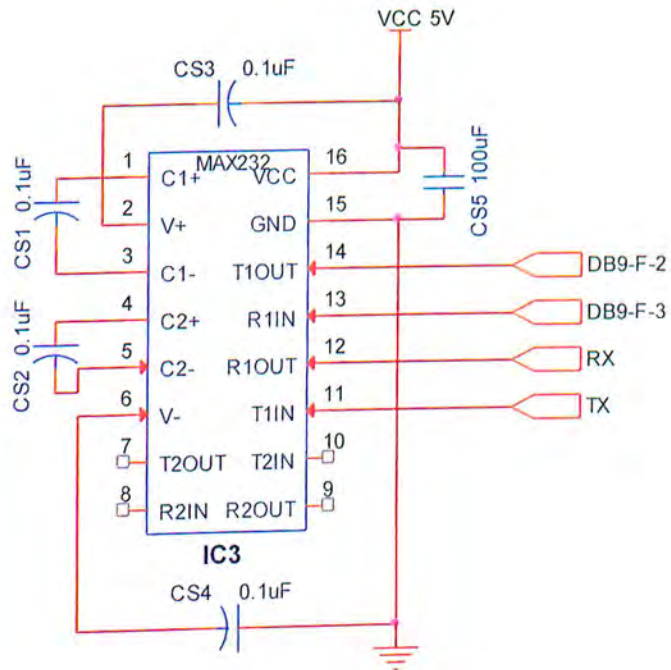 VCC 5V
CS3 0.1uF
MAX232
1 C1+ VCC 16
CS1 0.1uF
2 V+ GND 15
CS5 100uF
3 C1- T1OUT 14 DB9-F-2
4 C2+ R1IN 13 DB9-F-3
CS2 0.1uF
5 C2- R1OUT 12 RX
6 V- T1IN 11 TX
7 T2OUT T2IN 10
8 R2IN R2OUT 9
IC3
CS4 0.1uF